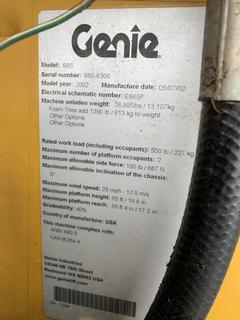 Genie
Model: S65
Serial number: S60-8306
Model year: 2002 Manufacture date: 05/07/02
Electrical schematic number: ES65F
Machine unladen weight: 28,895lbs / 13,107kg
Foam Tires add 1390 lb / 613 kg to weight
Other Options
Other Options
Rated work load (including occupants): 500 lb / 227 kg
Maximum number of platform occupants: 2
Maximum allowable side force: 150 lb / 667 N
Maximum allowable inclination of the chassis:
0°
Maximum wind speed: 28 mph / 12.5 m/s
Maximum platform height: 65 ft / 19.8 m
Maximum platform reach: 56 ft 4 in / 17.2 m
Gradeability: 40%
Country of manufacture: USA
This machine complies with:
ANSI A92.5
CAN B 354.4
Genie Industries
18340 NE 76th Street
Redmond WA 98052 USA
www.genielift.com